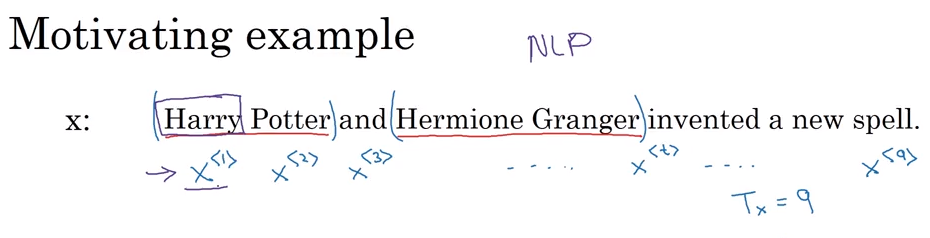 Motivating example
NLP
x: Harry Potter and Hermione Granger invented a new spell.
→ x<1> x<2> x<3> ..... x<t> .... x<9>
Tx = 9